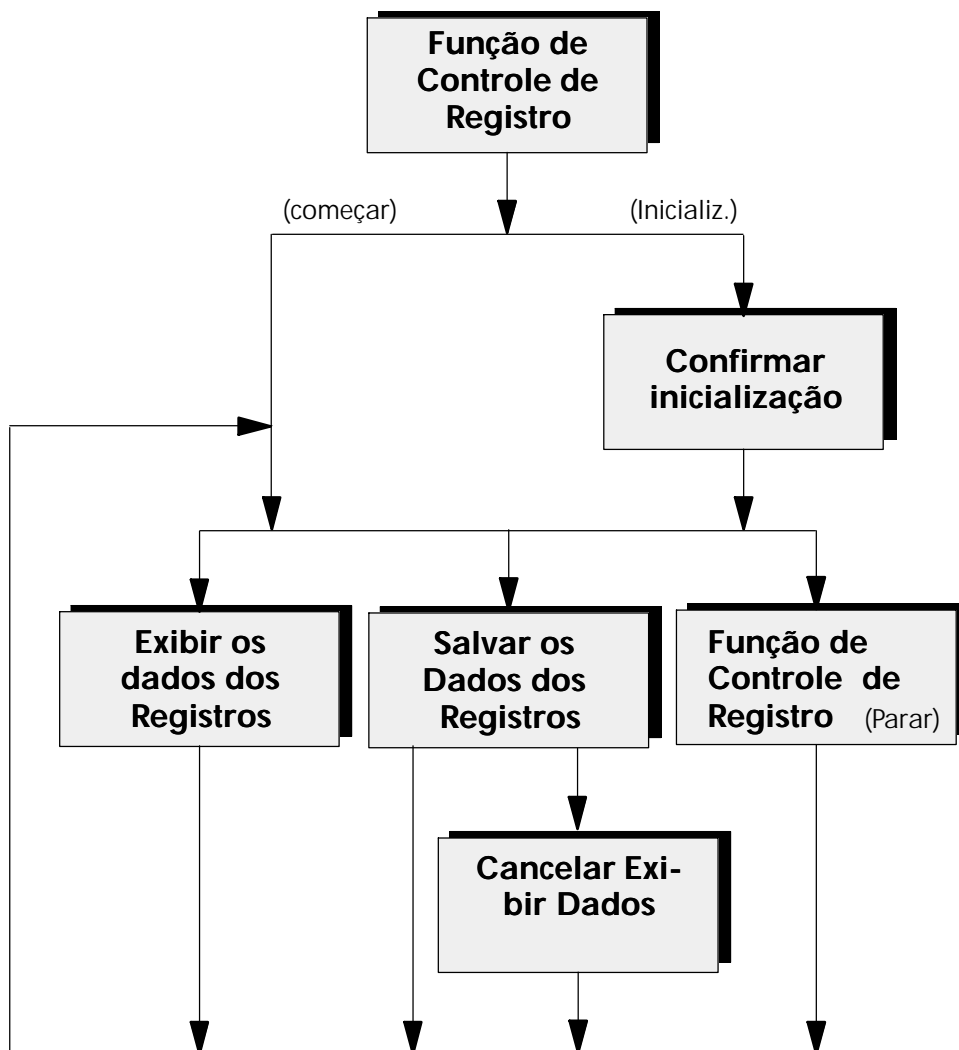 Função de
Controle de
Registro
(começar)
(Inicializ.)
Confirmar
inicialização
Exibir os
dados dos
Registros
Salvar os
Dados dos
Registros
Função de
Controle de
Registro (Parar)
Cancelar Exi-
bir Dados